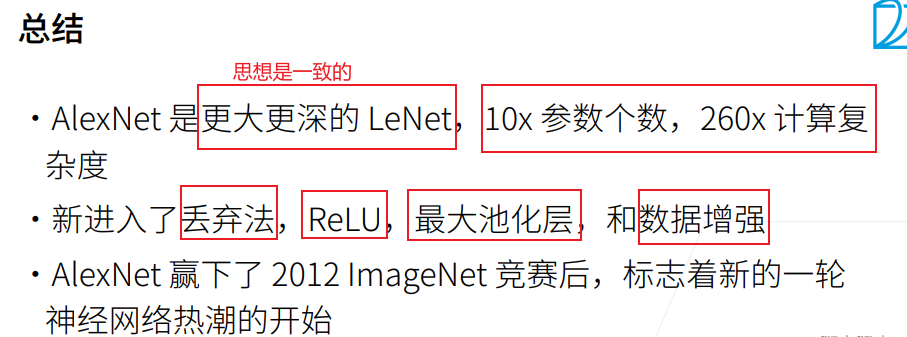 总结
思想是一致的
• AlexNet 是更大更深的 LeNet，10x 参数个数，260x 计算复
杂度
• 新进入了丢弃法，ReLU，最大池化层，和数据增强
• AlexNet 赢下了 2012 ImageNet 竞赛后，标志着新的一轮
神经网络热潮的开始